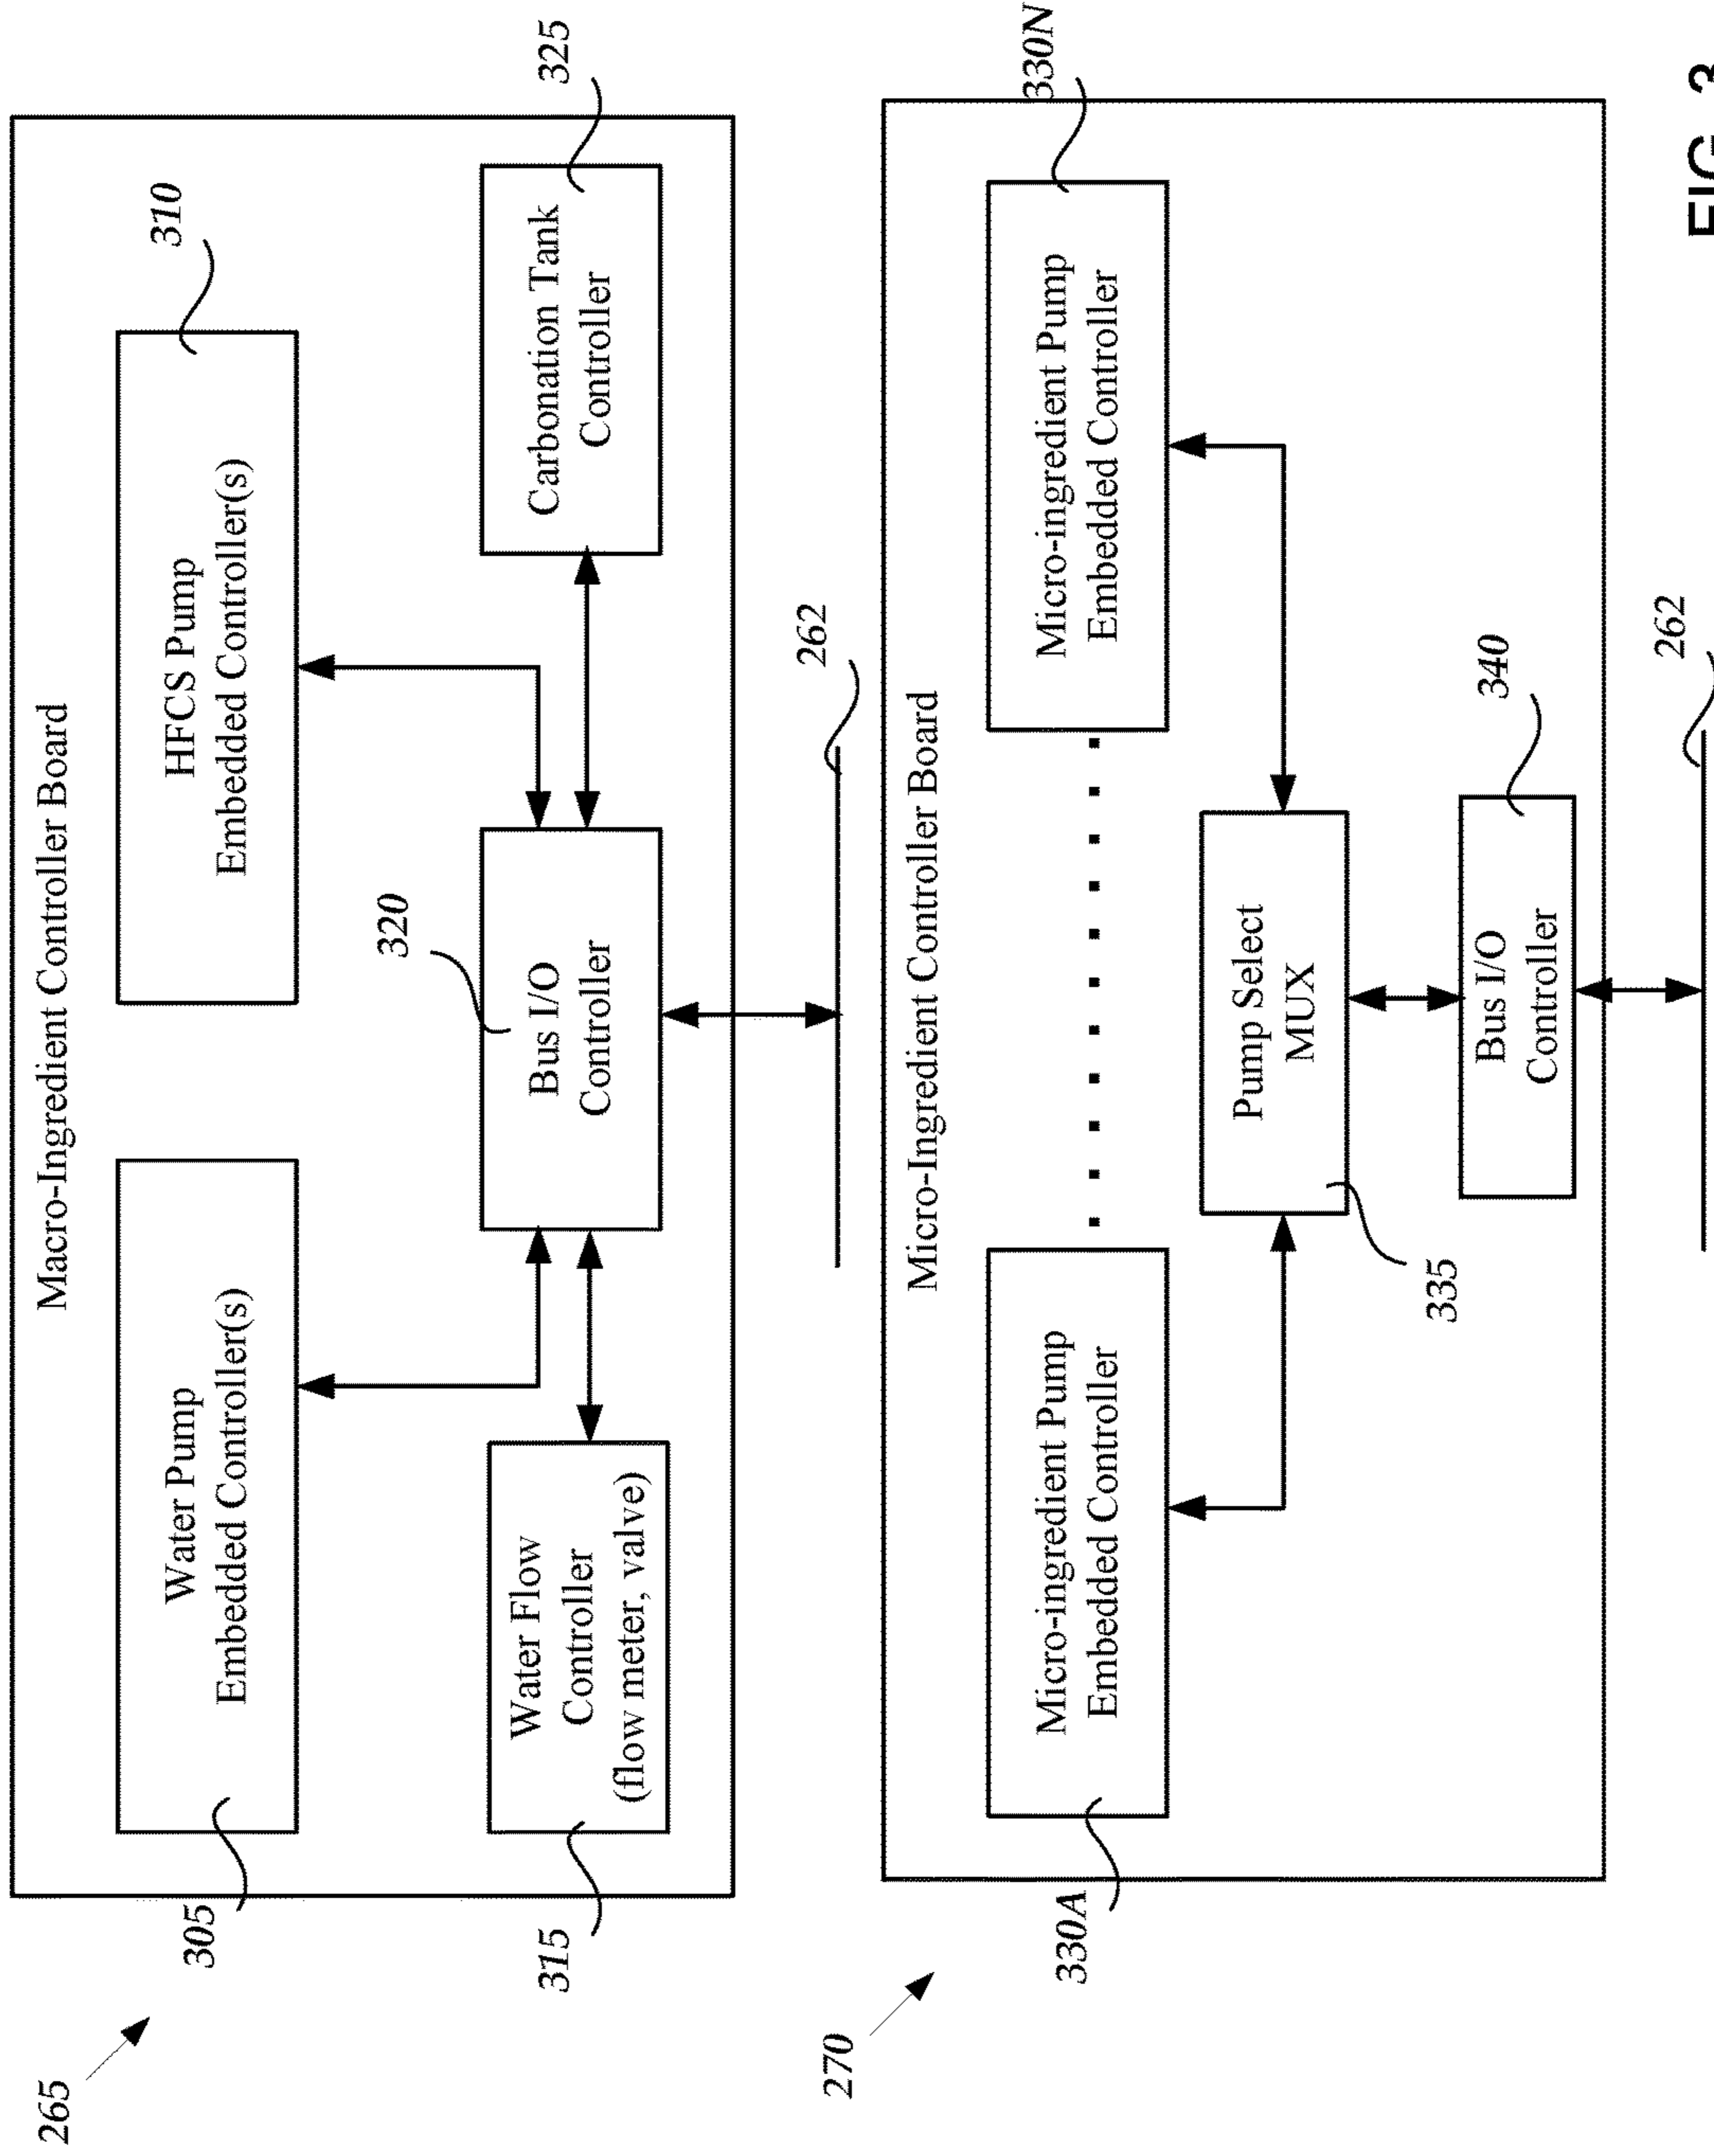 265
Macro-Ingredient Controller Board
305
Water Pump
Embedded Controller(s)
310
HFCS Pump
Embedded Controller(s)
315
Water Flow
Controller
(flow meter, valve)
320
Bus I/O
Controller
325
Carbonation Tank
Controller
262
270
Micro-Ingredient Controller Board
330A
Micro-ingredient Pump
Embedded Controller
330N
Micro-ingredient Pump
Embedded Controller
335
Pump Select
MUX
340
Bus I/O
Controller
262
FIG. 3